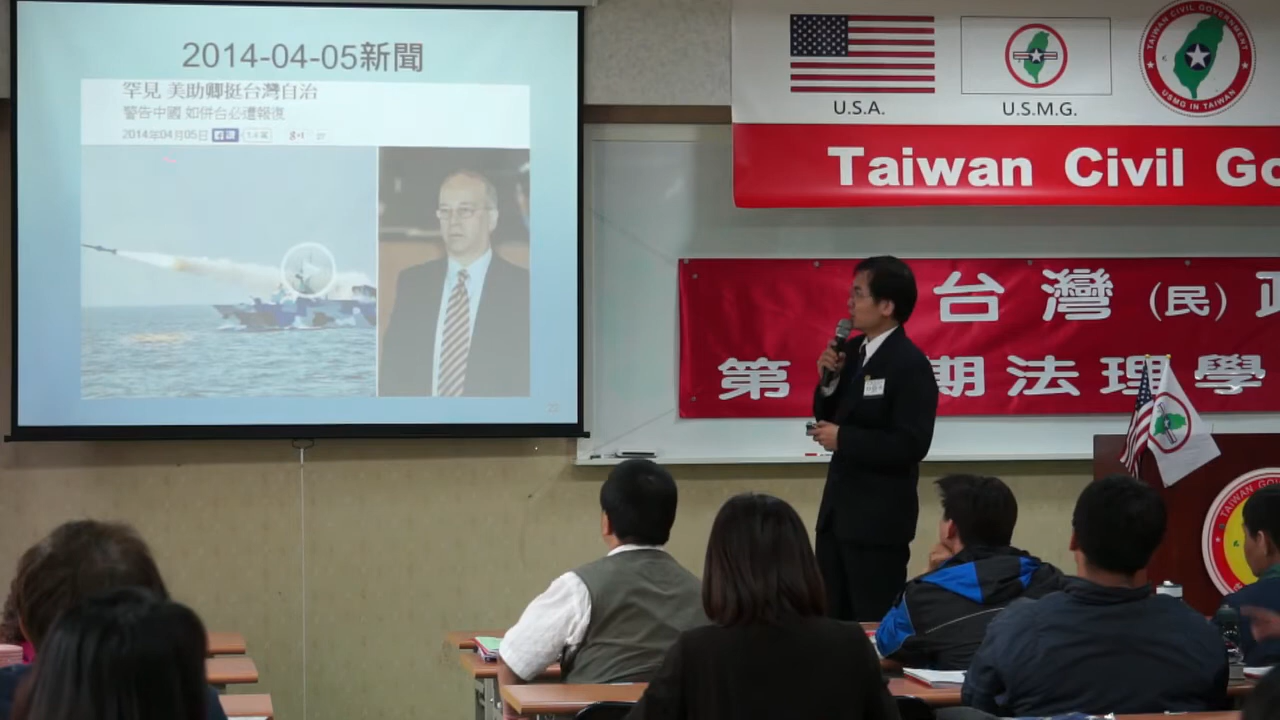 2014-04-05新聞
罕見 美助卿挺台灣自治
警告中國 如併台必遭報復
2014年04月05日
U.S.A.
U.S.M.G.
TAIWAN CIVIL GOVERNMENT
USMG IN TAIWAN
Taiwan Civil Go
台灣(民)政
第 期法理學
TAIWAN GOV